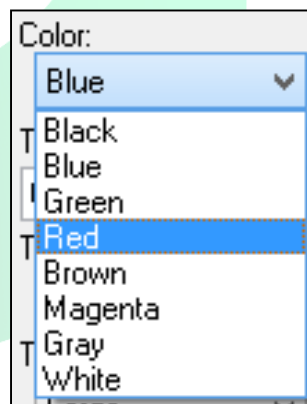 Color:
Blue
Black
T
Blue
Green
Red
T
Brown
Magenta
Gray
T
White